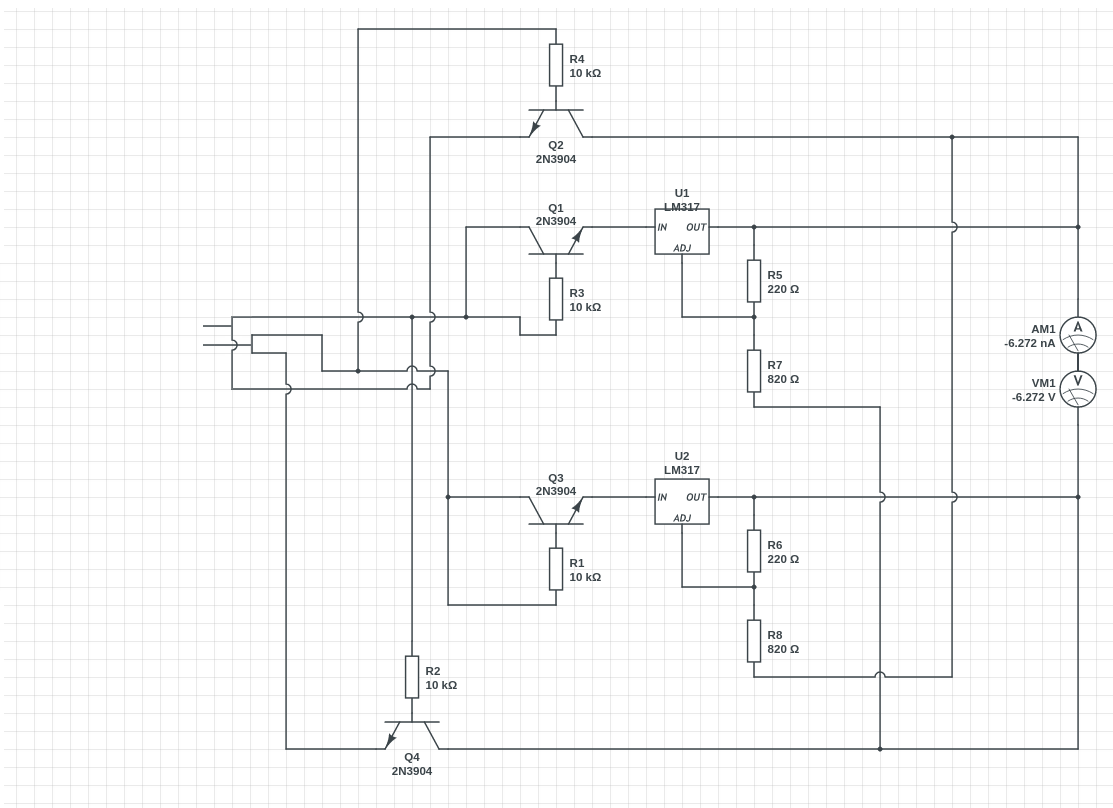 R4
10 kΩ
Q2
2N3904
U1
LM317
Q1
2N3904
IN
OUT
ADJ
R5
220 Ω
R3
10 kΩ
AM1
-6.272 nA
A
R7
820 Ω
VM1
-6.272 V
V
U2
LM317
Q3
2N3904
IN
OUT
ADJ
R6
220 Ω
R1
10 kΩ
R8
820 Ω
R2
10 kΩ
Q4
2N3904